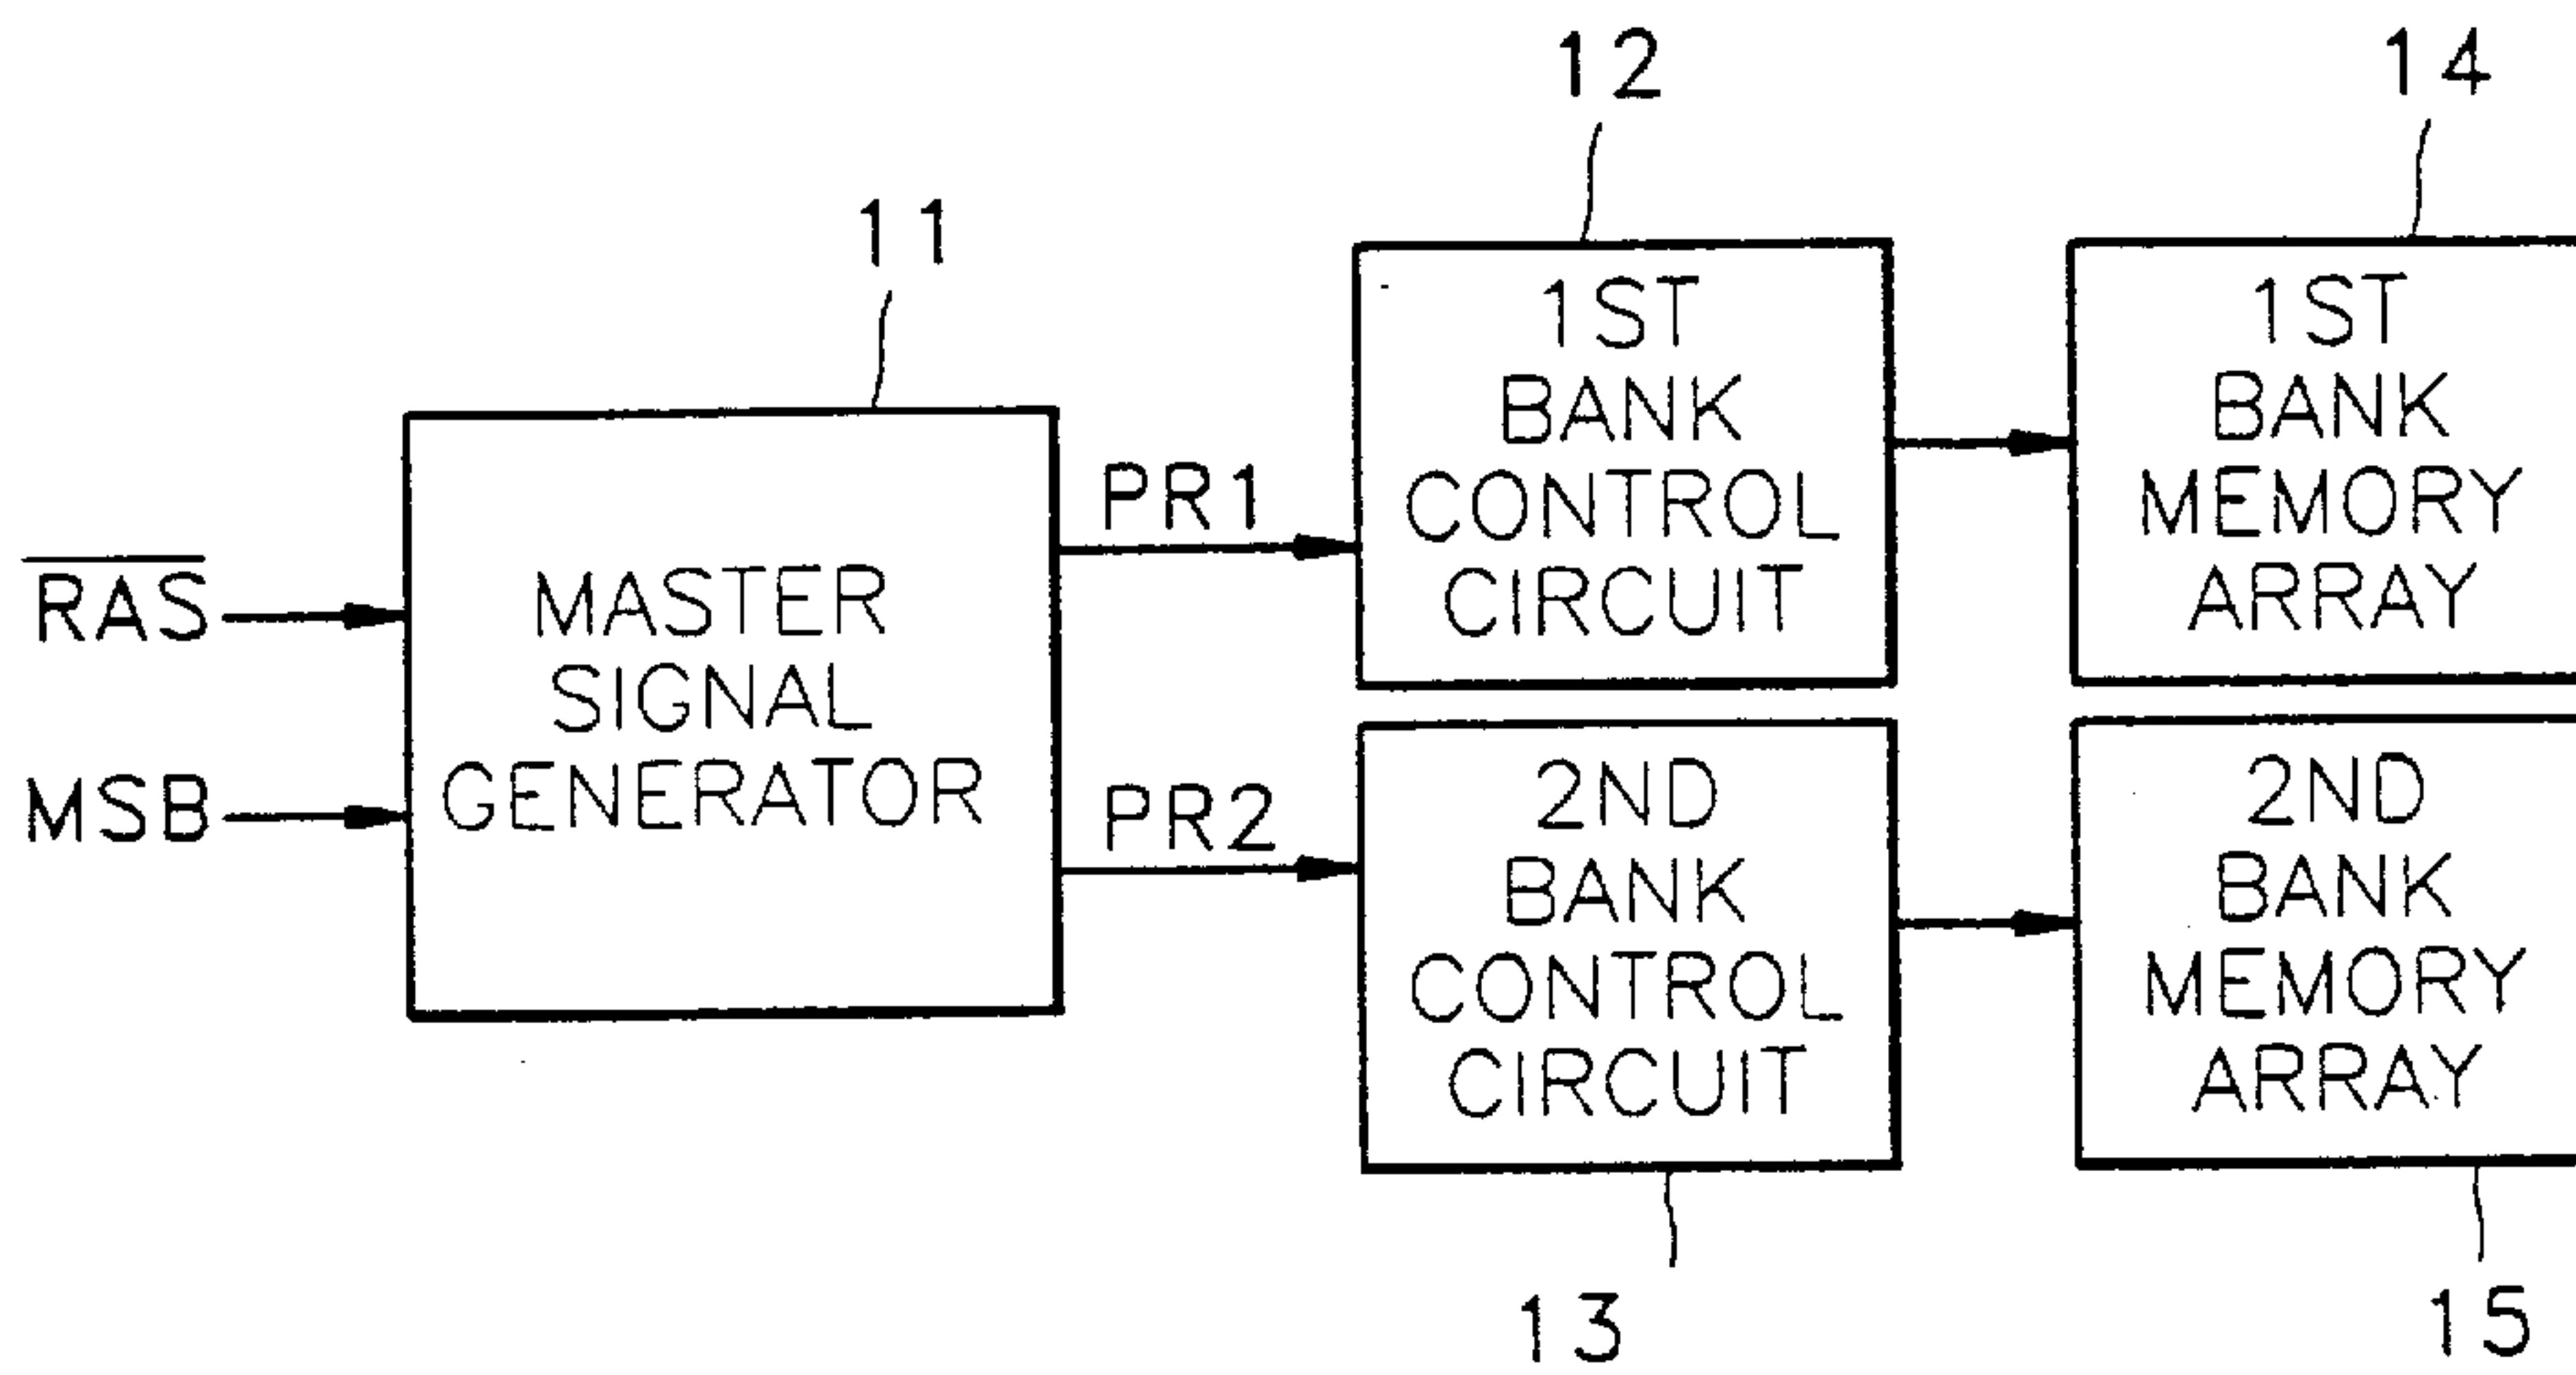 12
14
11
1ST
BANK
CONTROL
CIRCUIT
1ST
BANK
MEMORY
ARRAY
PR1
R̅A̅S̅
MASTER
SIGNAL
GENERATOR
MSB
PR2
2ND
BANK
CONTROL
CIRCUIT
2ND
BANK
MEMORY
ARRAY
13
15